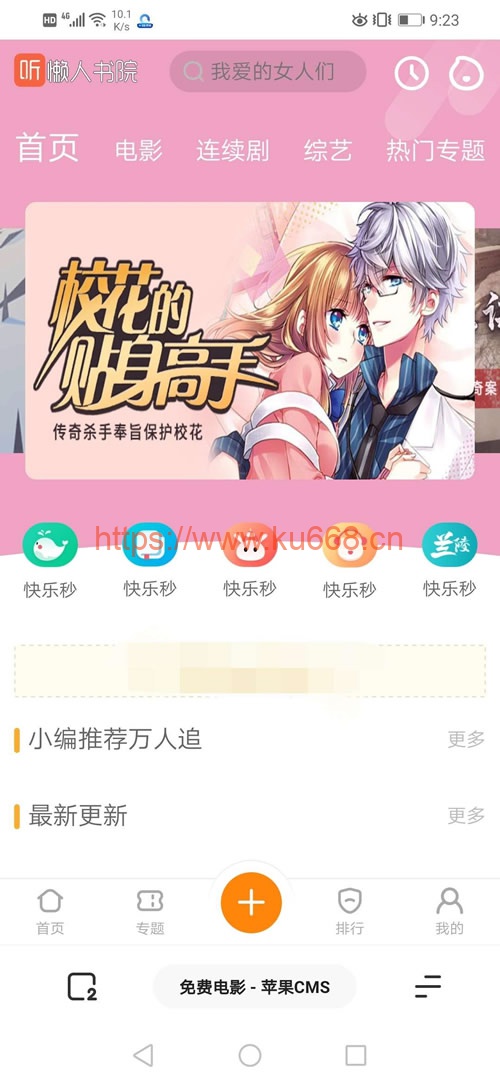 HD 4G 10.1 K/s 9:23
听 懒人书院 我爱的女人们
首页 电影 连续剧 综艺 热门专题
校花的
贴身高手
传奇杀手奉旨保护校花
奇案
兰陵
https://www.ku668.cn
快乐秒 快乐秒 快乐秒 快乐秒 快乐秒
小编推荐万人追 更多
最新更新 更多
首页 专题 排行 我的
2 免费电影 - 苹果CMS